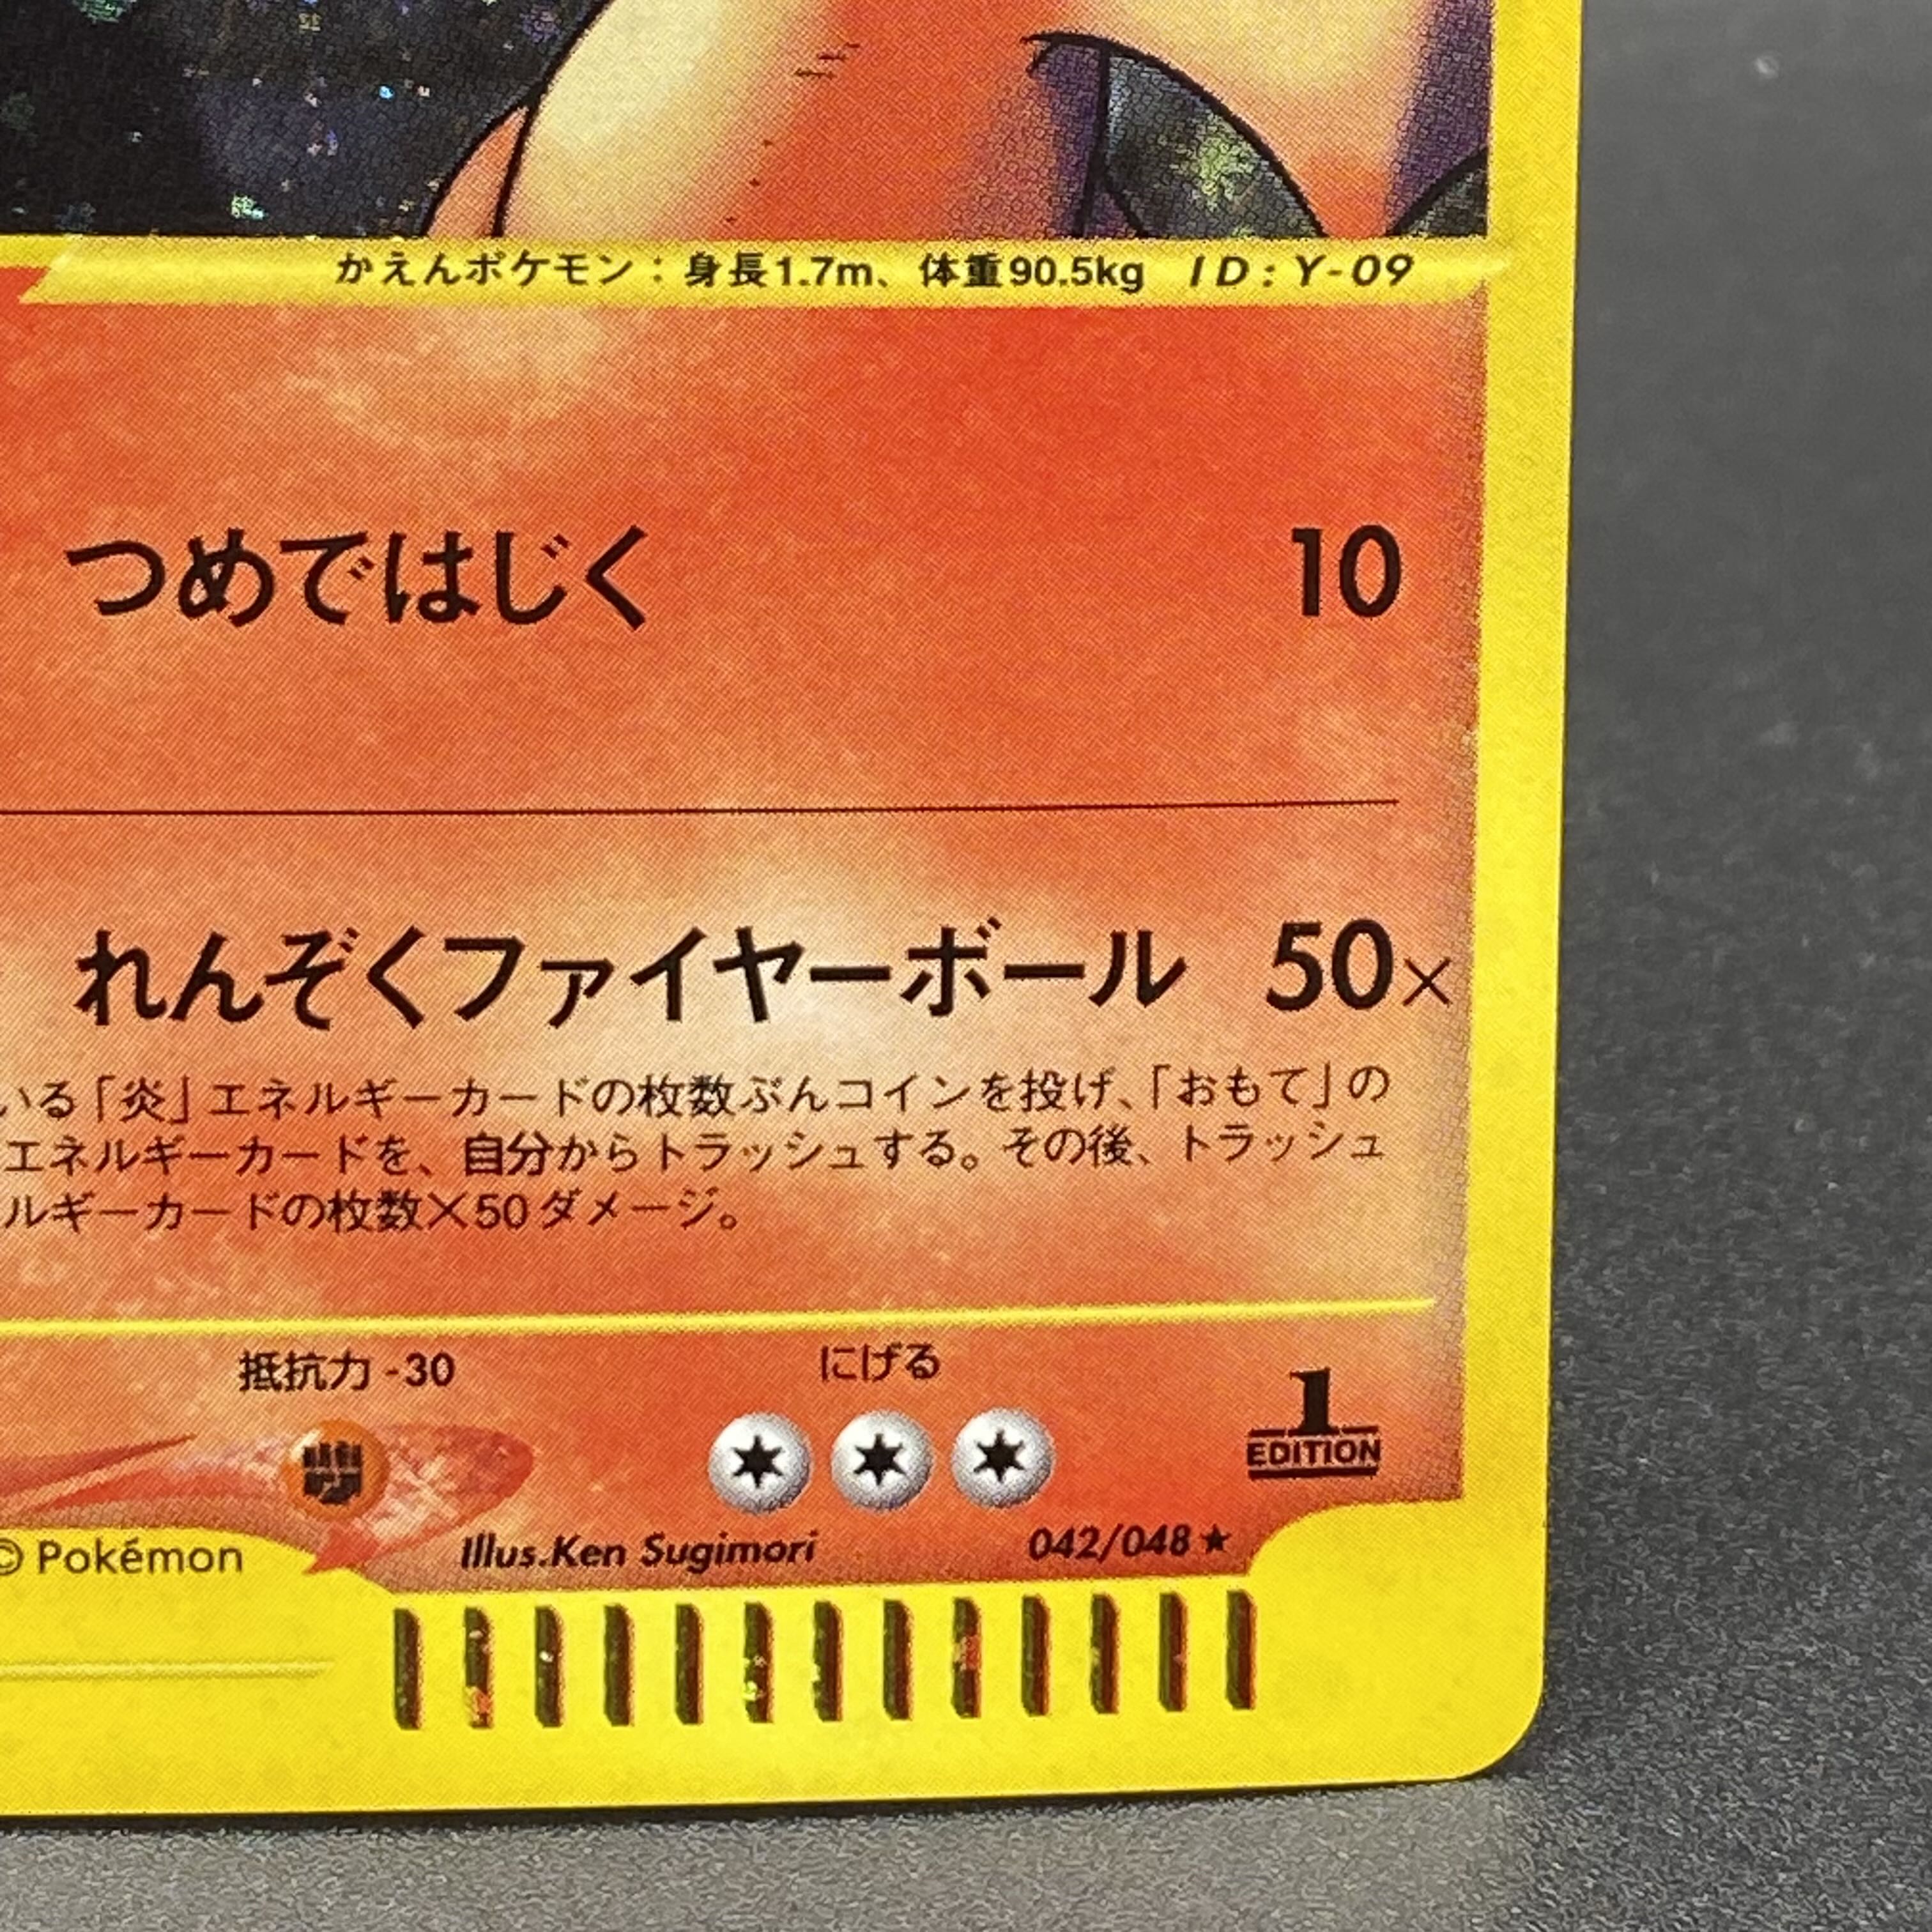 かえんポケモン：身長1.7m、体重90.5kg ID:Y-09
つめではじく 10
れんぞくファイヤーボール 50×
いる「炎」エネルギーカードの枚数ぶんコインを投げ、「おもて」の
エネルギーカードを、自分からトラッシュする。その後、トラッシュ
ルギーカードの枚数×50ダメージ。
抵抗力 -30 にげる
1
EDITION
© Pokémon Illus.Ken Sugimori 042/048 ★